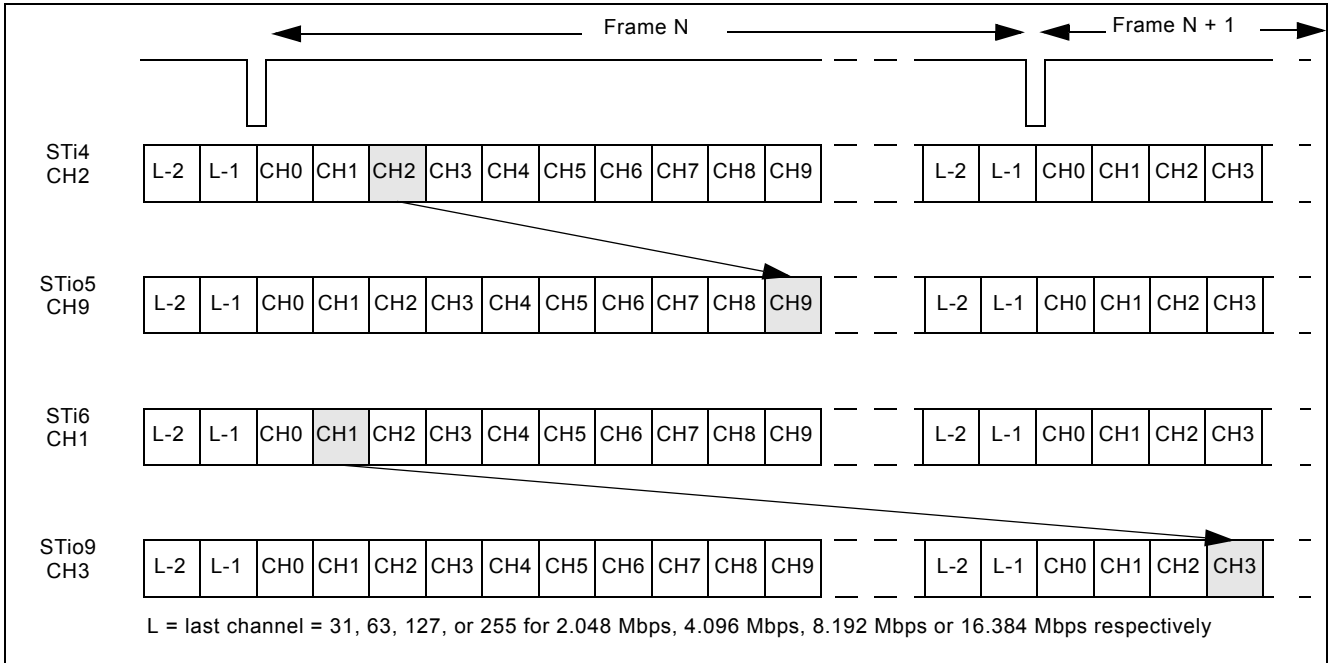 Frame N Frame N + 1
STi4
CH2
L-2 L-1 CH0 CH1 CH2 CH3 CH4 CH5 CH6 CH7 CH8 CH9 L-2 L-1 CH0 CH1 CH2 CH3
STio5
CH9
L-2 L-1 CH0 CH1 CH2 CH3 CH4 CH5 CH6 CH7 CH8 CH9 L-2 L-1 CH0 CH1 CH2 CH3
STi6
CH1
L-2 L-1 CH0 CH1 CH2 CH3 CH4 CH5 CH6 CH7 CH8 CH9 L-2 L-1 CH0 CH1 CH2 CH3
STio9
CH3
L-2 L-1 CH0 CH1 CH2 CH3 CH4 CH5 CH6 CH7 CH8 CH9 L-2 L-1 CH0 CH1 CH2 CH3
L = last channel = 31, 63, 127, or 255 for 2.048 Mbps, 4.096 Mbps, 8.192 Mbps or 16.384 Mbps respectively